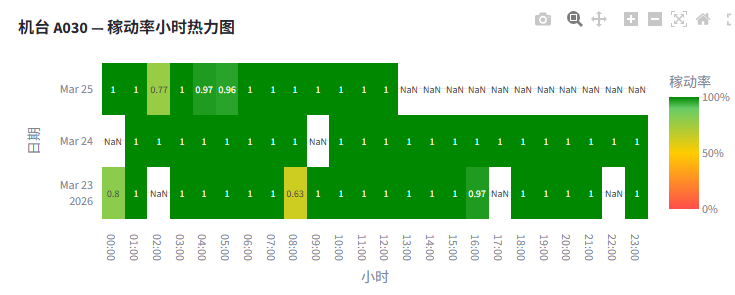 机台 A030 — 稼动率小时热力图
Mar 25 1 1 0.77 1 0.97 0.96 1 1 1 1 1 1 1 NaN NaN NaN NaN NaN NaN NaN NaN NaN NaN NaN
Mar 24 NaN 1 1 1 1 1 1 1 1 NaN 1 1 1 1 1 1 1 1 1 1 1 1 1 1
Mar 23 0.8 1 NaN 1 1 1 1 1 0.63 1 1 1 1 1 1 1 0.97 NaN 1 1 1 1 NaN 1
2026
日期
00:00 01:00 02:00 03:00 04:00 05:00 06:00 07:00 08:00 09:00 10:00 11:00 12:00 13:00 14:00 15:00 16:00 17:00 18:00 19:00 20:00 21:00 22:00 23:00
小时
稼动率
100%
50%
0%